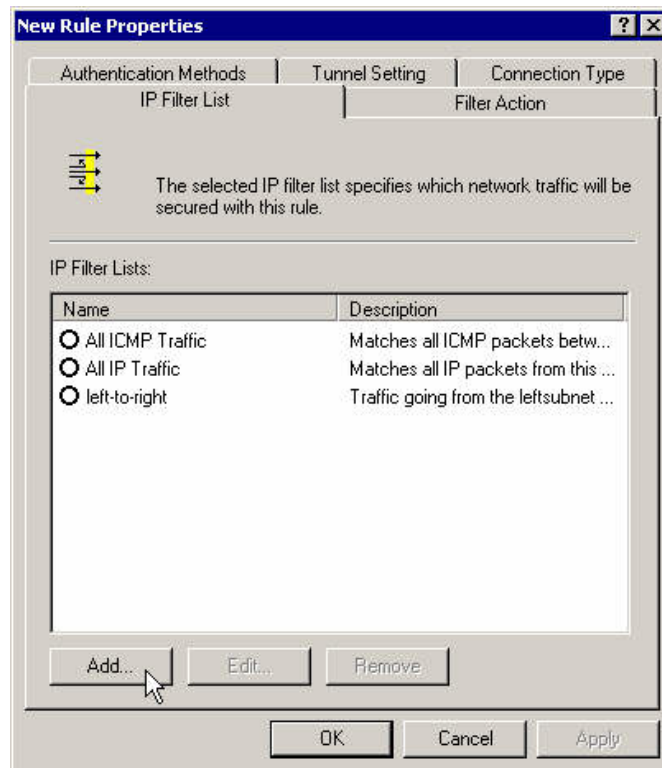 New Rule Properties
Authentication Methods Tunnel Setting Connection Type
IP Filter List Filter Action
The selected IP filter list specifies which network traffic will be
secured with this rule.
IP Filter Lists:
Name Description
All ICMP Traffic Matches all ICMP packets betw...
All IP Traffic Matches all IP packets from this ...
left-to-right Traffic going from the leftsubnet ...
Add... Edit... Remove
OK Cancel Apply